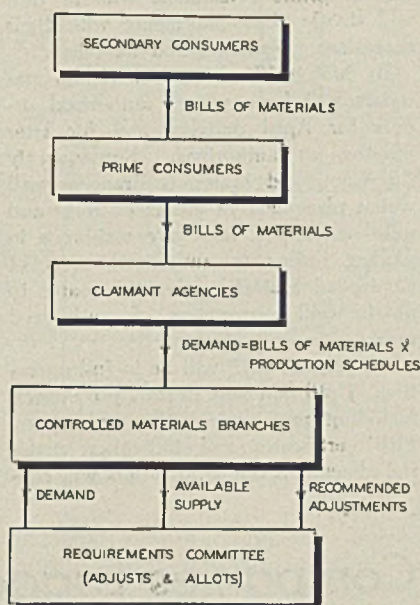 SECONDARY CONSUMERS
BILLS OF MATERIALS
PRIME CONSUMERS
BILLS OF MATERIALS
CLAIMANT AGENCIES
DEMAND=BILLS OF MATERIALS X
PRODUCTION SCHEDULES
CONTROLLED MATERIALS BRANCHES
DEMAND
AVAILABLE
SUPPLY
RECOMMENDED
ADJUSTMENTS
REQUIREMENTS COMMITTEE
(ADJUSTS & ALLOTS)